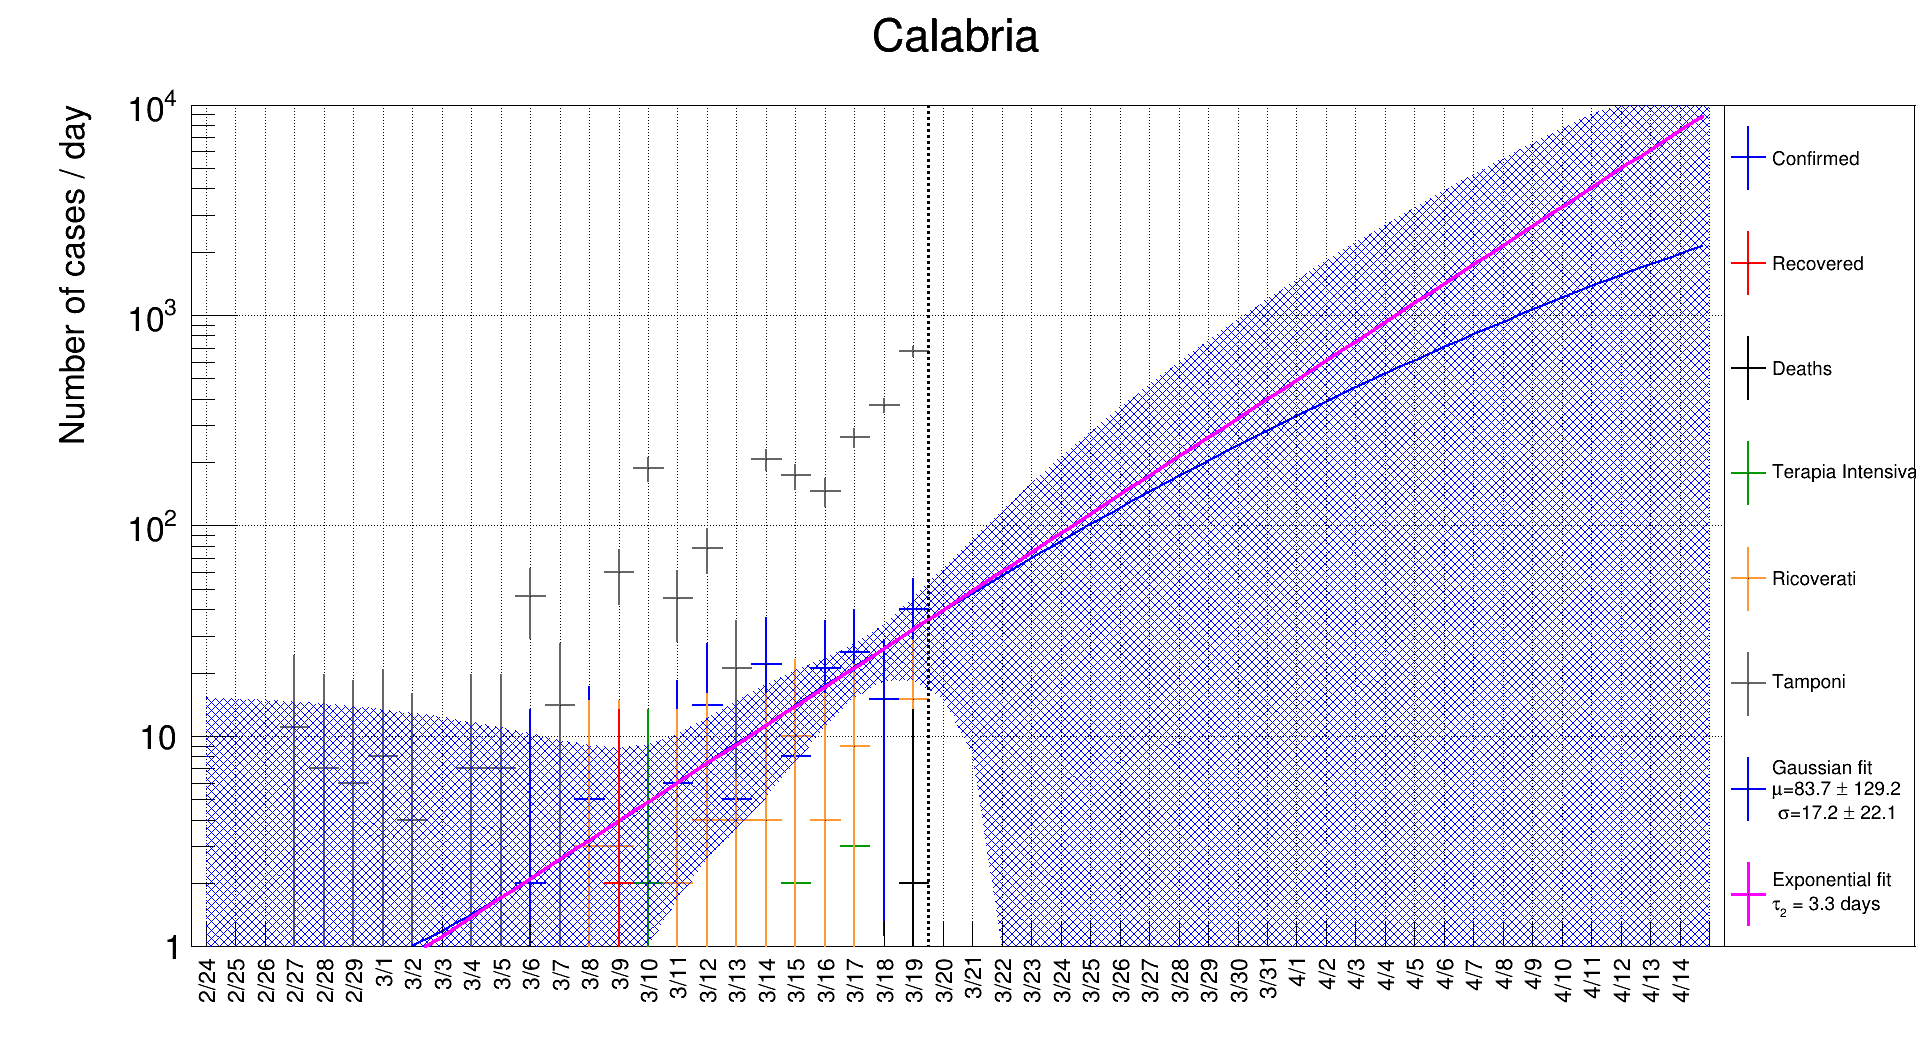 Calabria
Number of cases / day
10⁴
10³
10²
10
1
2/24 2/25 2/26 2/27 2/28 2/29 3/1 3/2 3/3 3/4 3/5 3/6 3/7 3/8 3/9 3/10 3/11 3/12 3/13 3/14 3/15 3/16 3/17 3/18 3/19 3/20 3/21 3/22 3/23 3/24 3/25 3/26 3/27 3/28 3/29 3/30 3/31 4/1 4/2 4/3 4/4 4/5 4/6 4/7 4/8 4/9 4/10 4/11 4/12 4/13 4/14
Confirmed
Recovered
Deaths
Terapia Intensiva
Ricoverati
Tamponi
Gaussian fit
μ=83.7 ± 129.2
σ=17.2 ± 22.1
Exponential fit
τ₂ = 3.3 days